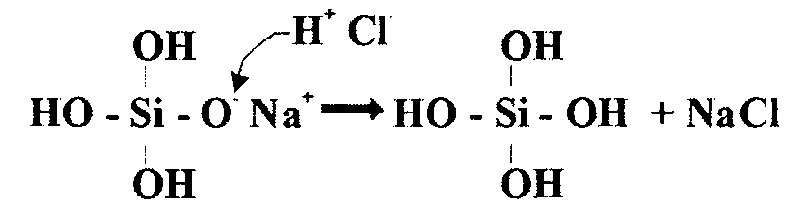 H⁺ Cl⁻
OH OH
HO - Si - O⁻ Na⁺ HO - Si - OH + NaCl
OH OH